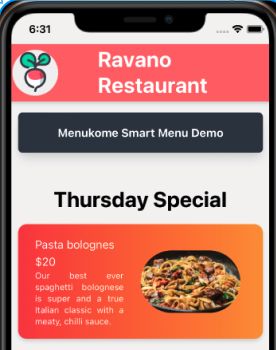 6:31
Ravano
Restaurant
Menukome Smart Menu Demo
Thursday Special
Pasta bolognes
$20
Our best ever
spaghetti bolognese
is super and a true
Italian classic with a
meaty, chilli sauce.